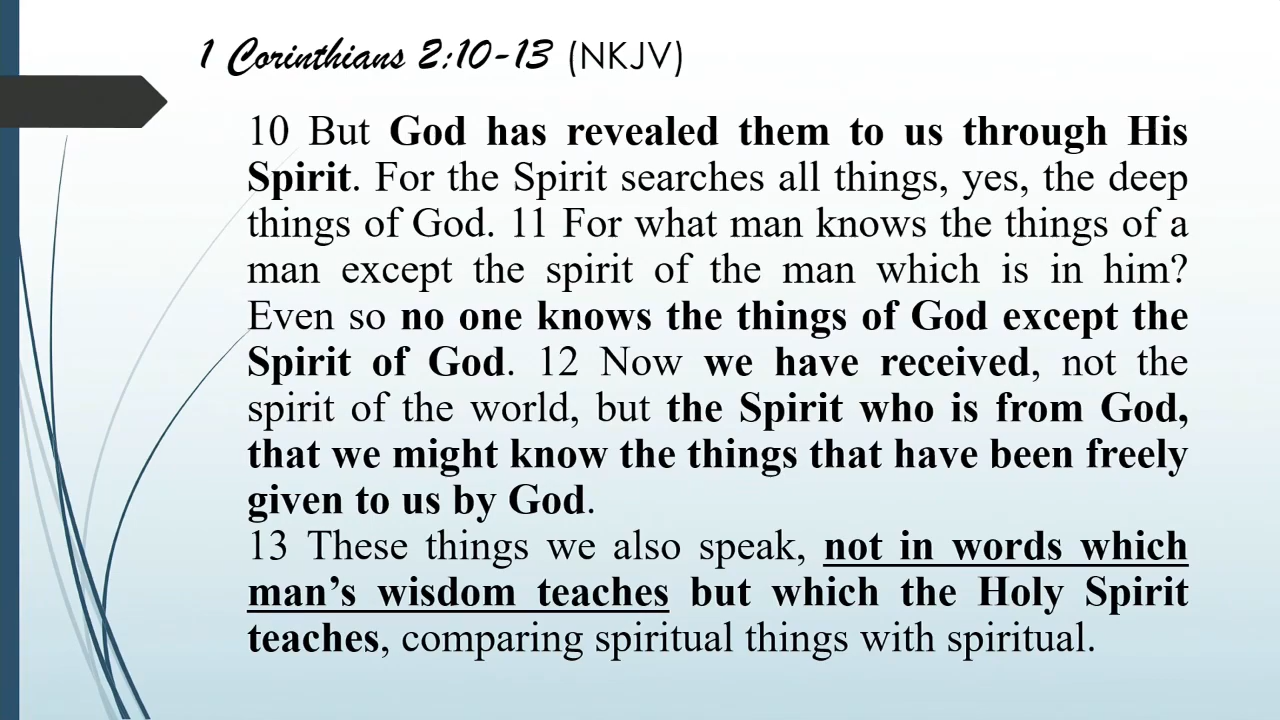 1 Corinthians 2:10-13 (NKJV)
10 But God has revealed them to us through His
Spirit. For the Spirit searches all things, yes, the deep
things of God. 11 For what man knows the things of a
man except the spirit of the man which is in him?
Even so no one knows the things of God except the
Spirit of God. 12 Now we have received, not the
spirit of the world, but the Spirit who is from God,
that we might know the things that have been freely
given to us by God.
13 These things we also speak, not in words which
man’s wisdom teaches but which the Holy Spirit
teaches, comparing spiritual things with spiritual.